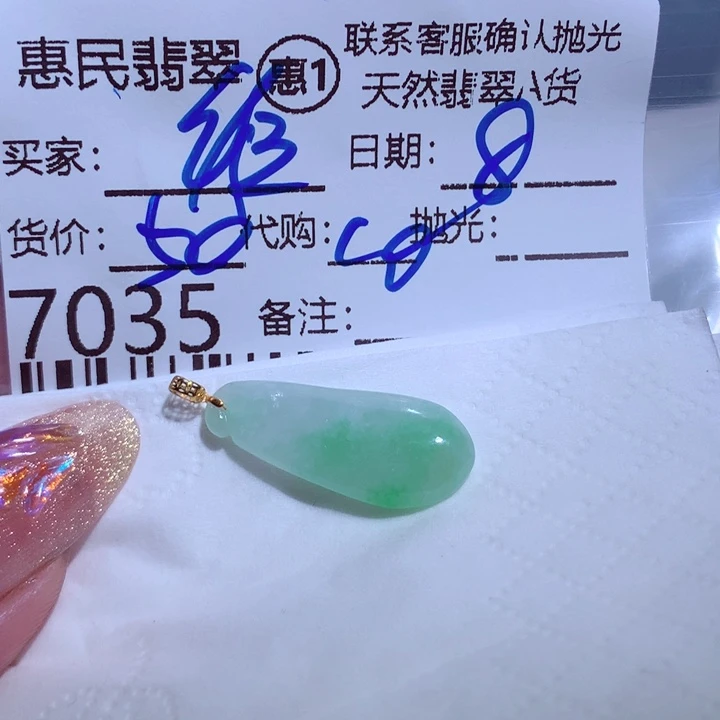 惠民翡翠 惠1 联系客服确认抛光
天然翡翠A货
买家： 日期：8
货价：50 代购： 抛光：
7035 备注：